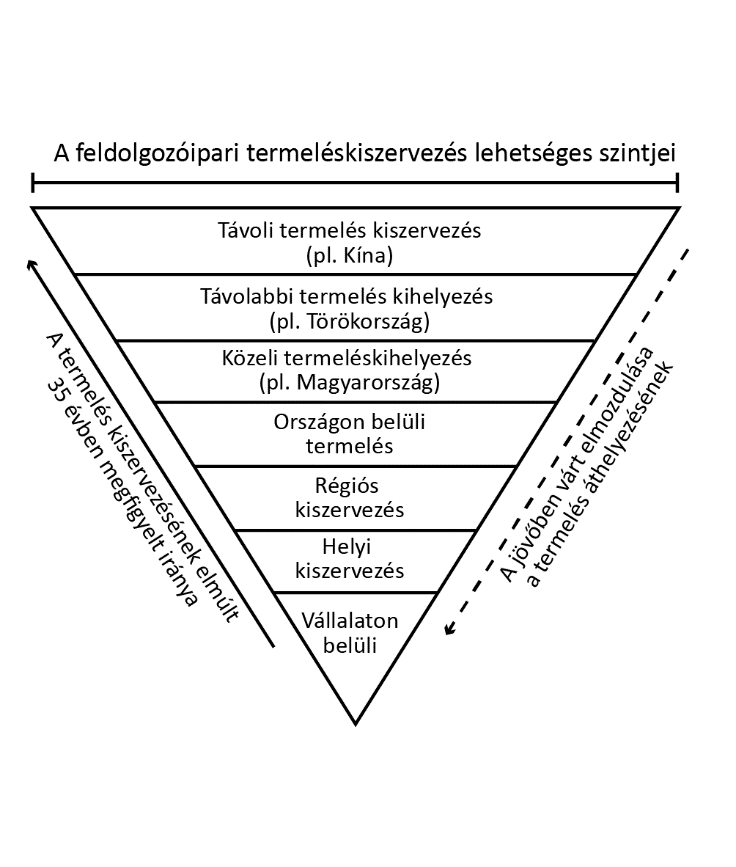 A feldolgozóipari termeléskiszervezés lehetséges szintjei
Távoli termelés kiszervezés
(pl. Kína)
Távolabbi termelés kihelyezés
(pl. Törökország)
Közeli termeléskihelyezés
(pl. Magyarország)
Országon belüli
termelés
Régiós
kiszervezés
Helyi
kiszervezés
Vállalaton
belüli
A termelés kiszervezésének elmúlt
35 évben megfigyelt iránya
A jövőben várt elmozdulása
a termelés áthelyezésének